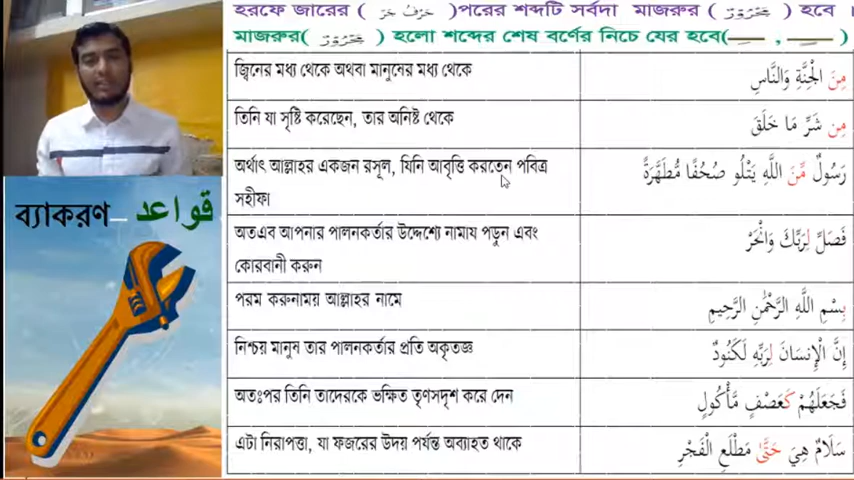 হরফে জারের ( حَرْفُ جَر )পরের শব্দটি সর্বদা মাজরুর ( مَجْرُوْرٌ ) হবে ।
মাজরুর( مَجْرُوْرٌ ) হলো শব্দের শেষ বর্ণের নিচে যের হবে( ـــِـــ , ـــٍـــ )
জ্বিনের মধ্য থেকে অথবা মানুষের মধ্য থেকে
مِنَ الْجِنَّةِ وَالنَّاسِ
তিনি যা সৃষ্টি করেছেন, তার অনিষ্ট থেকে
مِن شَرِّ مَا خَلَقَ
অর্থাৎ আল্লাহর একজন রসূল, যিনি আবৃত্তি করতেন পবিত্র
সহীফা
رَسُولٌ مِّنَ اللَّهِ يَتْلُو صُحُفًا مُّطَهَّرَةً
ব্যাকরণ– قواعد
অতএব আপনার পালনকর্তার উদ্দেশ্যে নামায পড়ুন এবং
কোরবানী করুন
فَصَلِّ لِرَبِّكَ وَانْحَرْ
পরম করুনাময় আল্লাহর নামে
بِسْمِ اللَّهِ الرَّحْمَٰنِ الرَّحِيمِ
নিশ্চয় মানুষ তার পালনকর্তার প্রতি অকৃতজ্ঞ
إِنَّ الْإِنسَانَ لِرَبِّهِ لَكَنُودٌ
অতঃপর তিনি তাদেরকে ভক্ষিত তৃণসদৃশ করে দেন
فَجَعَلَهُمْ كَعَصْفٍ مَّأْكُولٍ
এটা নিরাপত্তা, যা ফজরের উদয় পর্যন্ত অব্যাহত থাকে
سَلَامٌ هِيَ حَتَّىٰ مَطْلَعِ الْفَجْرِ